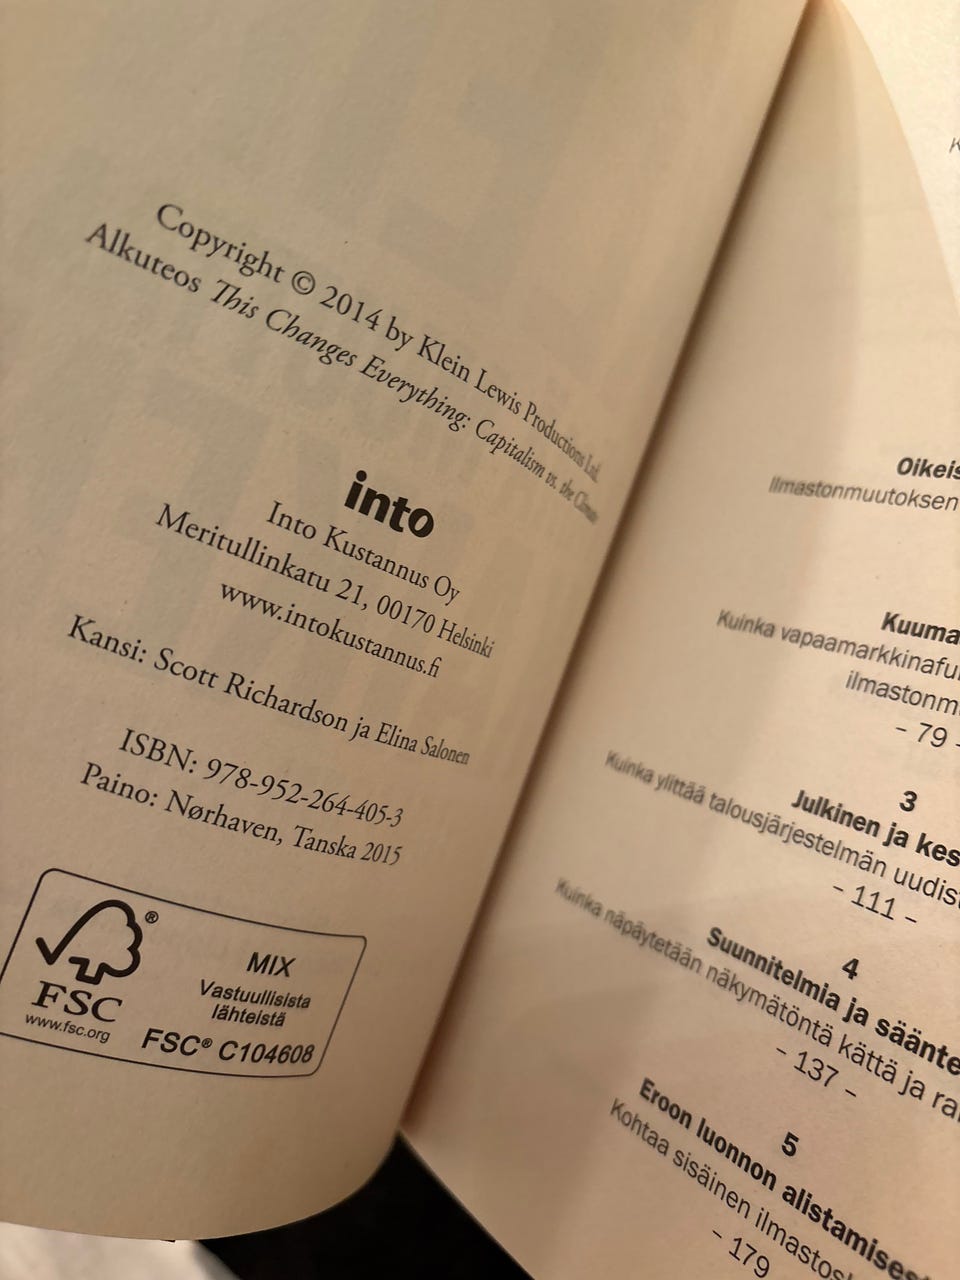 Copyright © 2014 by Klein Lewis Productions Ltd.
Alkuteos This Changes Everything: Capitalism vs. the Climate
into
Into Kustannus Oy
Meritullinkatu 21, 00170 Helsinki
www.intokustannus.fi
Kansi: Scott Richardson ja Elina Salonen
ISBN: 978-952-264-405-3
Paino: Nørhaven, Tanska 2015
®
FSC
www.fsc.org
MIX
Vastuullisista
lähteistä
FSC® C104608
K
Oikeis
Ilmastonmuutoksen
Kuuma
Kuinka vapaamarkkinafu
ilmastonm
- 79 -
3
Julkinen ja kes
Kuinka ylittää talousjärjestelmän uudist
- 111 -
4
Suunnitelmia ja säänte
Kuinka näpäytetään näkymätöntä kättä ja ra
- 137 -
5
Eroon luonnon alistamises
Kohtaa sisäinen ilmastos
- 179